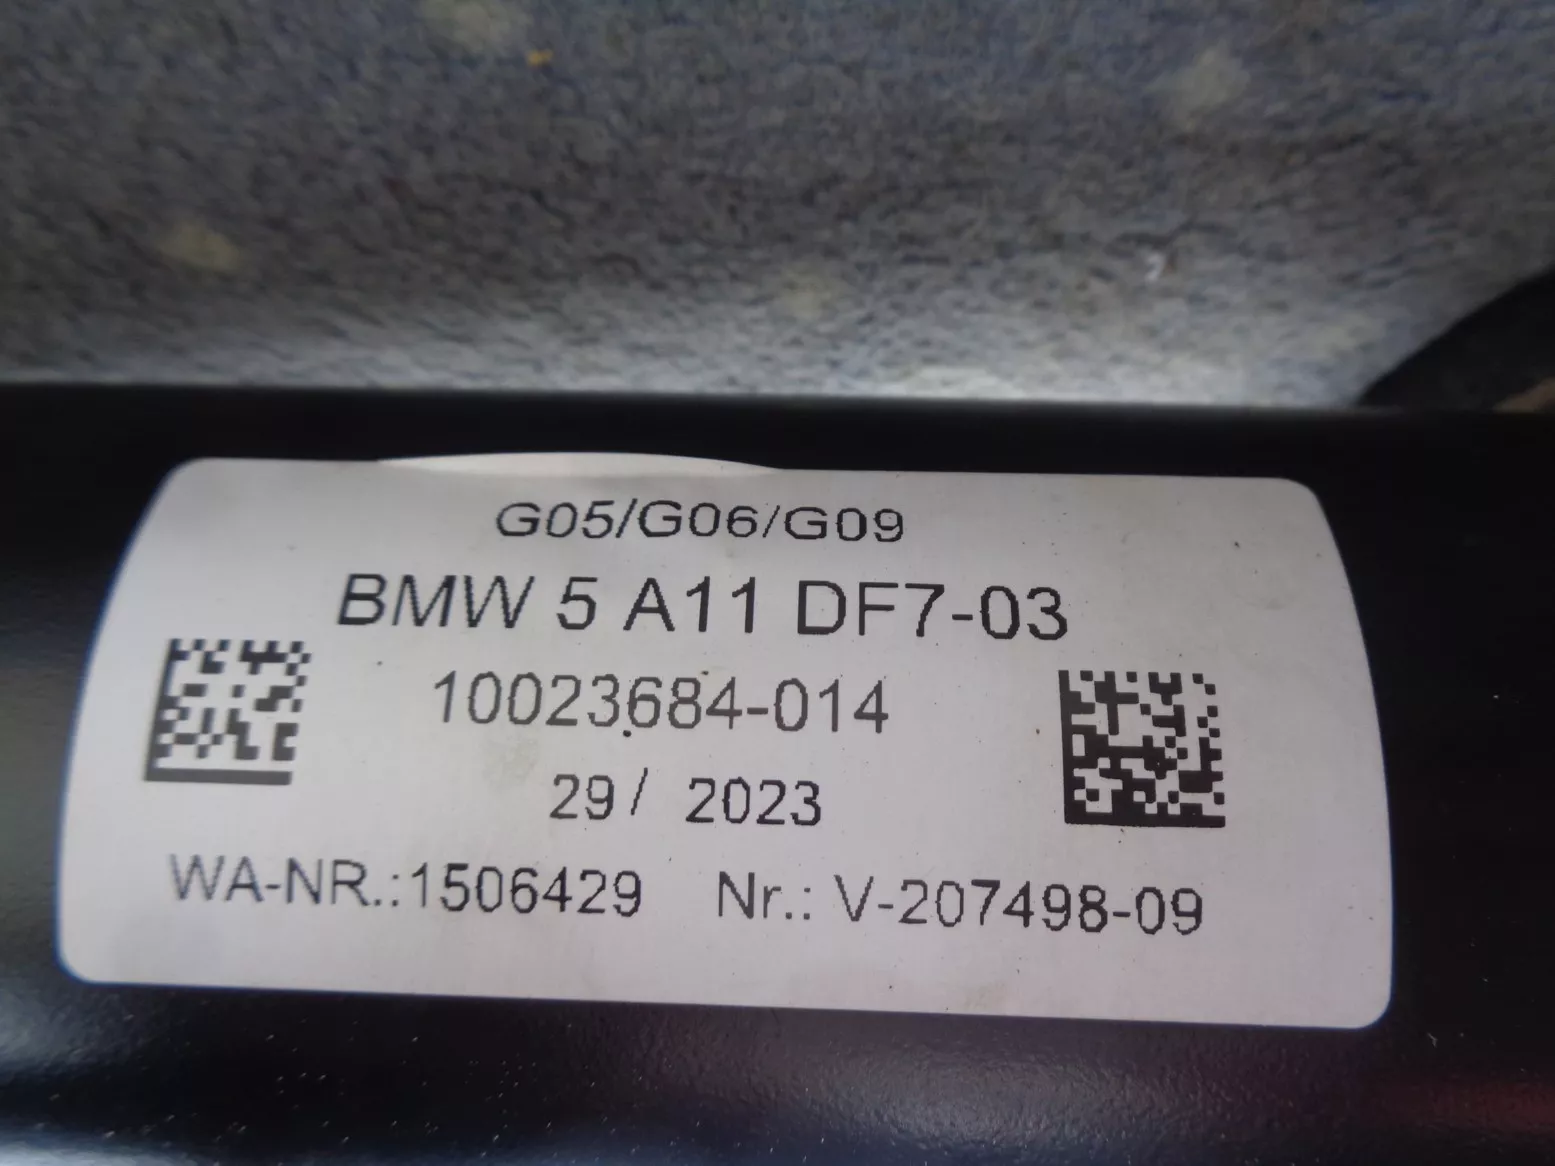 G05/G06/G09
BMW 5 A11 DF7-03
10023684-014
29/ 2023
WA-NR.:1506429 Nr.: V-207498-09